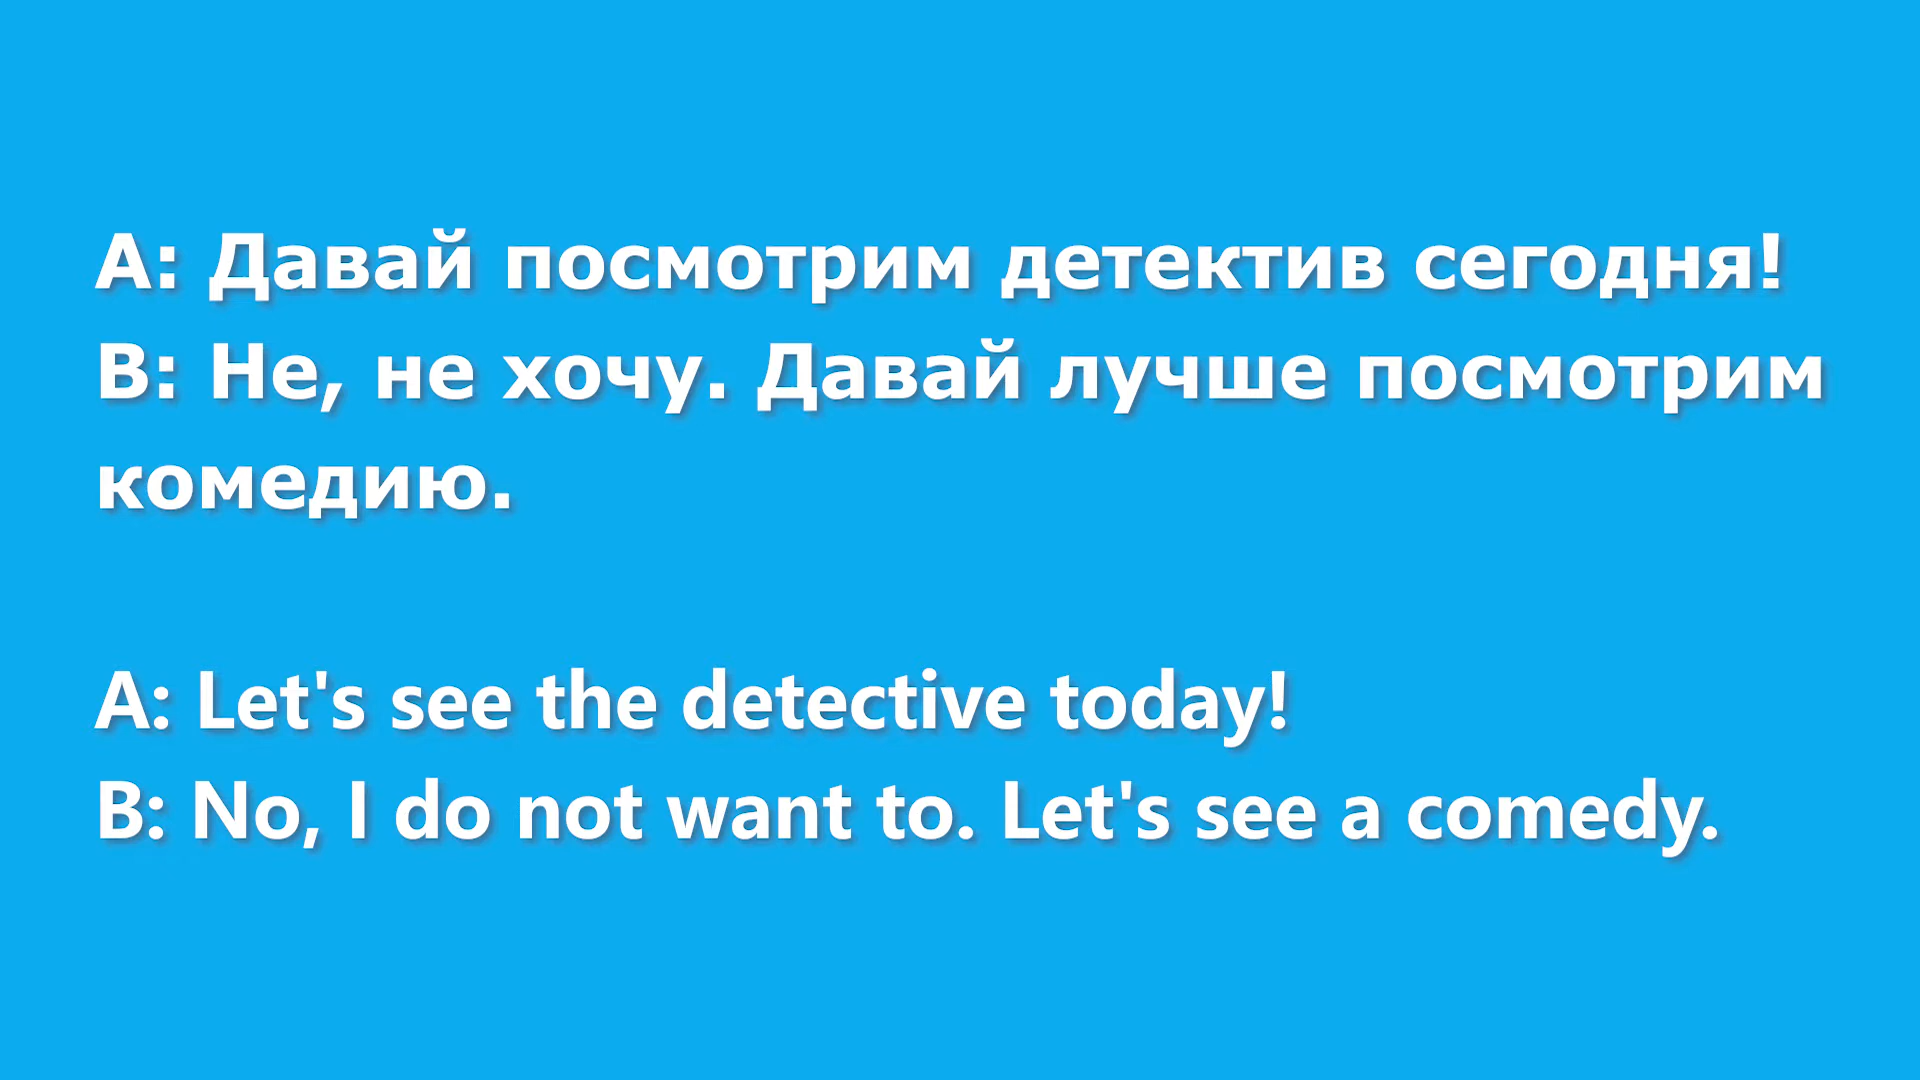 А: Давай посмотрим детектив сегодня!
В: Не, не хочу. Давай лучше посмотрим
комедию.
A: Let's see the detective today!
B: No, I do not want to. Let's see a comedy.